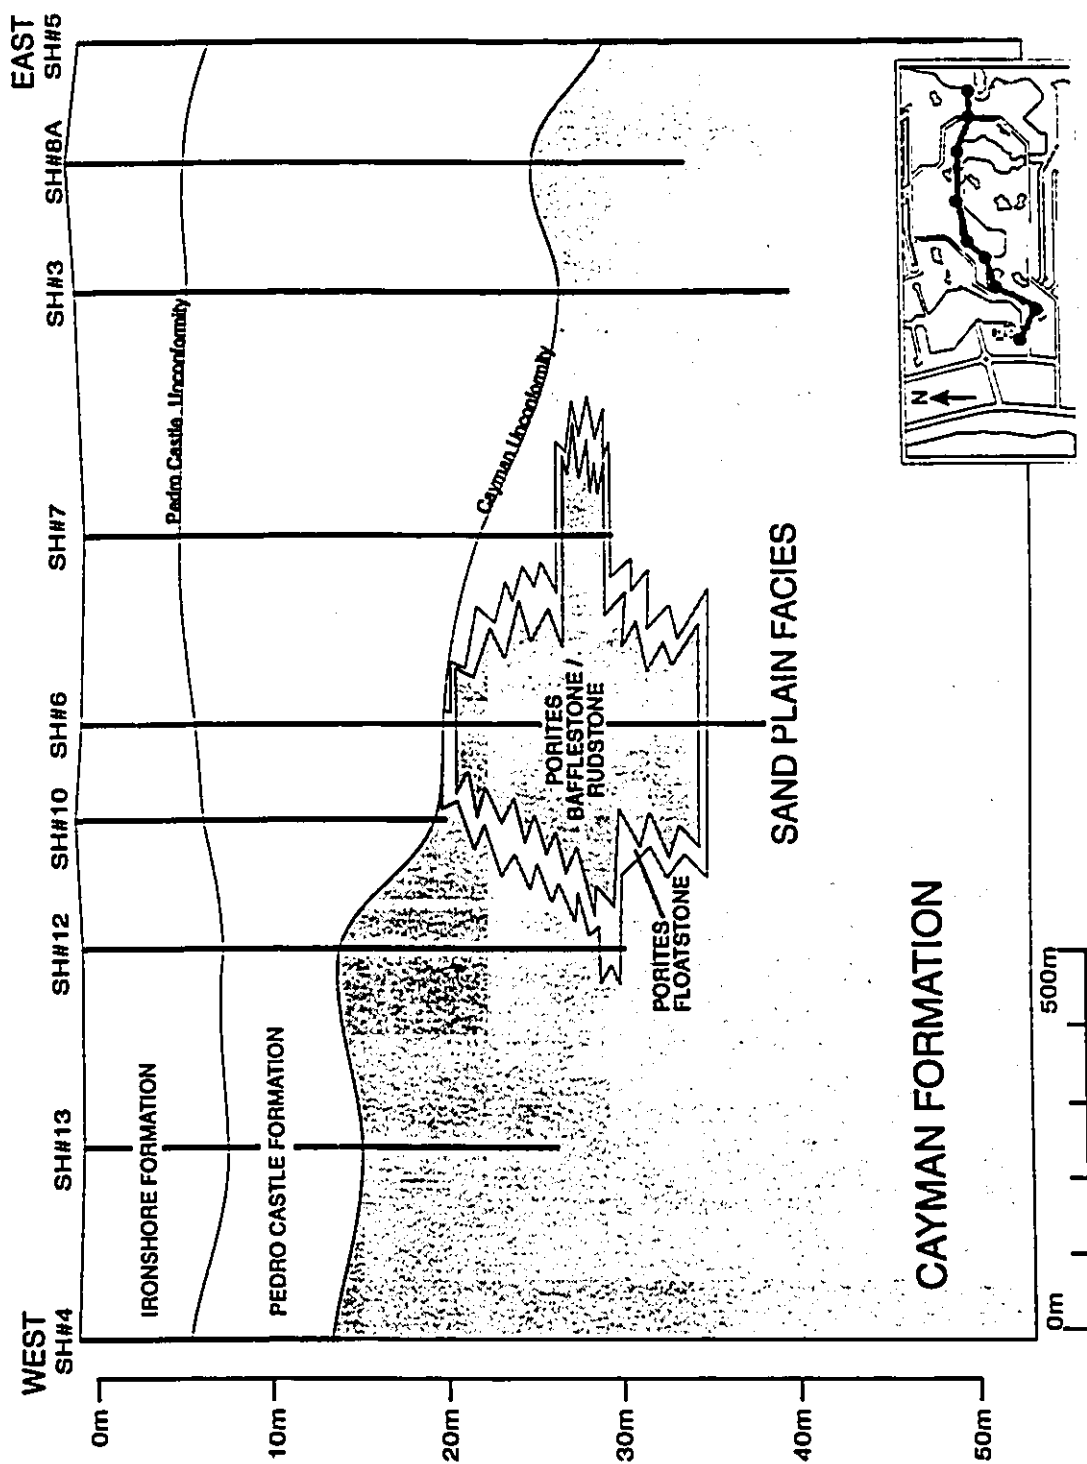 WEST
EAST
SH#4
SH#13
SH#12
SH#10
SH#6
SH#7
SH#3
SH#8A
SH#5
0m
10m
20m
30m
40m
50m
IRONSHORE FORMATION
Pedro Castle Unconformity
PEDRO CASTLE FORMATION
Cayman Unconformity
PORITES
BAFFLESTONE /
RUDSTONE
PORITES
FLOATSTONE
SAND PLAIN FACIES
CAYMAN FORMATION
0m
500m
N